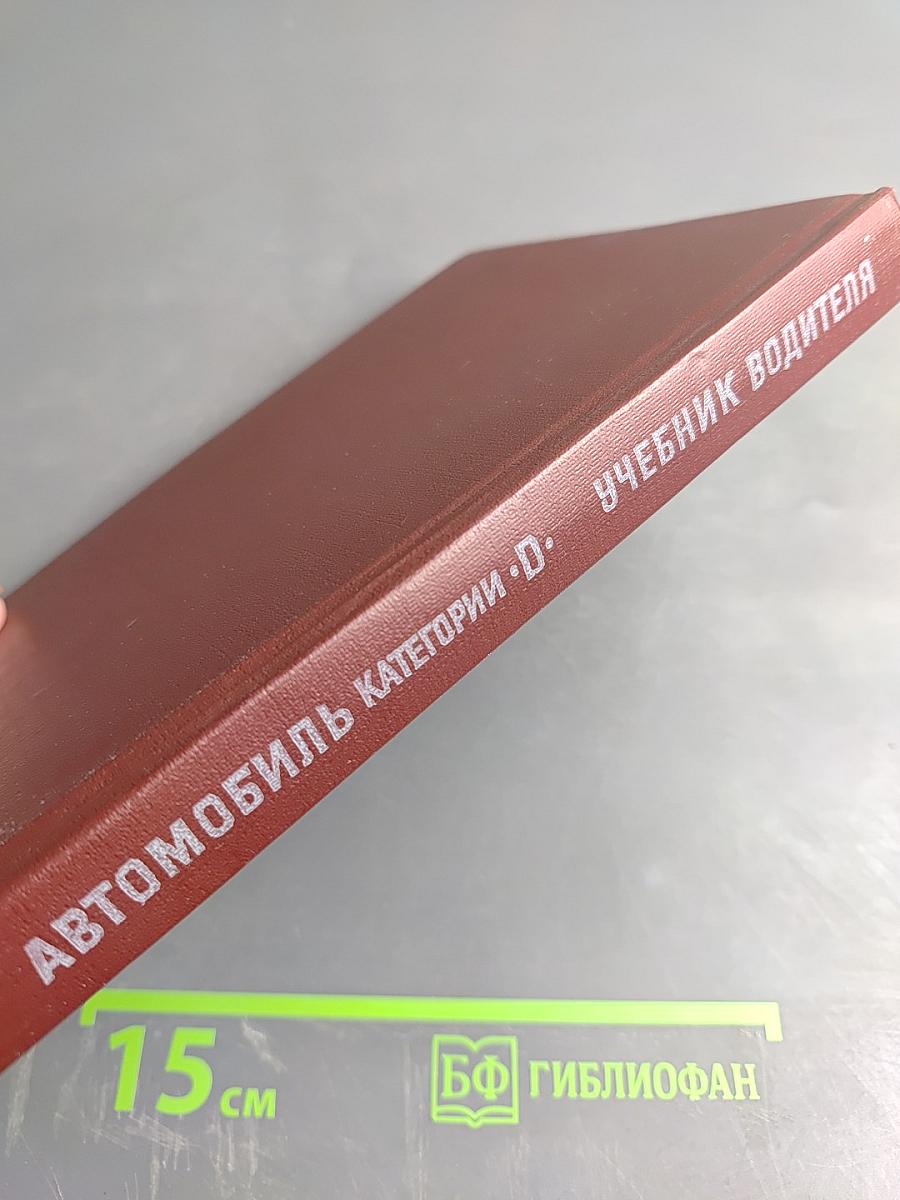 АВТОМОБИЛЬ КАТЕГОРИИ ·D· УЧЕБНИК ВОДИТЕЛЯ
15 см
БФ ГИБЛИОФАН